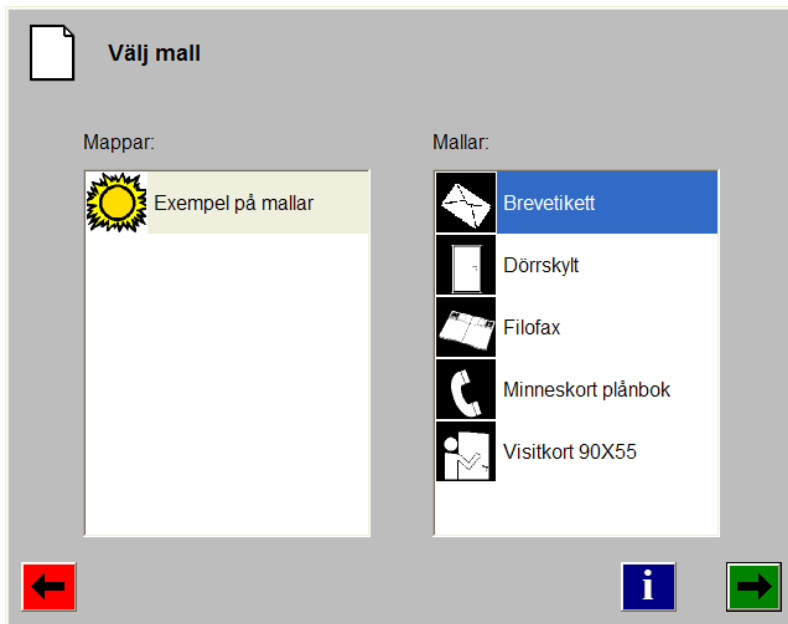 Välj mall
Mappar:
Exempel på mallar
Mallar:
Brevetikett
Dörrskylt
Filofax
Minneskort plånbok
Visitkort 90X55
i